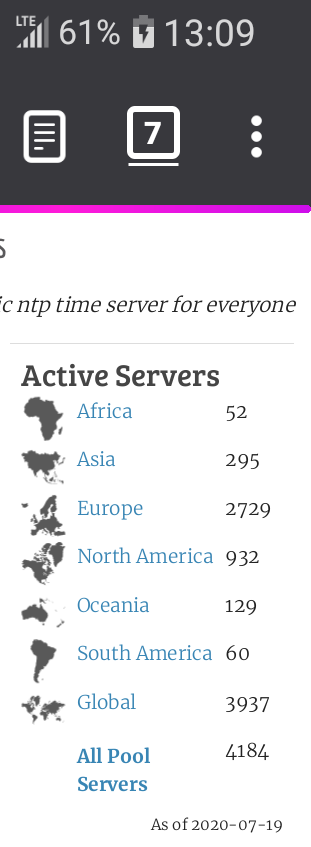 LTE 61% 13:09
7
s
ic ntp time server for everyone
Active Servers
Africa 52
Asia 295
Europe 2729
North America 932
Oceania 129
South America 60
Global 3937
All Pool 4184
Servers
As of 2020-07-19